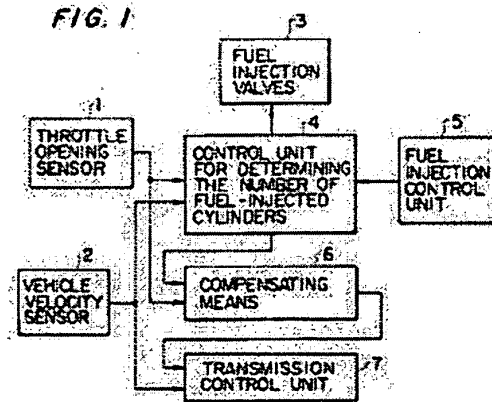 FIG. 1
3
FUEL
INJECTION
VALVES
1
THROTTLE
OPENING
SENSOR
4
CONTROL UNIT
FOR DETERMINING
THE NUMBER OF
FUEL-INJECTED
CYLINDERS
5
FUEL
INJECTION
CONTROL
UNIT
2
VEHICLE
VELOCITY
SENSOR
6
COMPENSATING
MEANS
TRANSMISSION
CONTROL UNIT
7